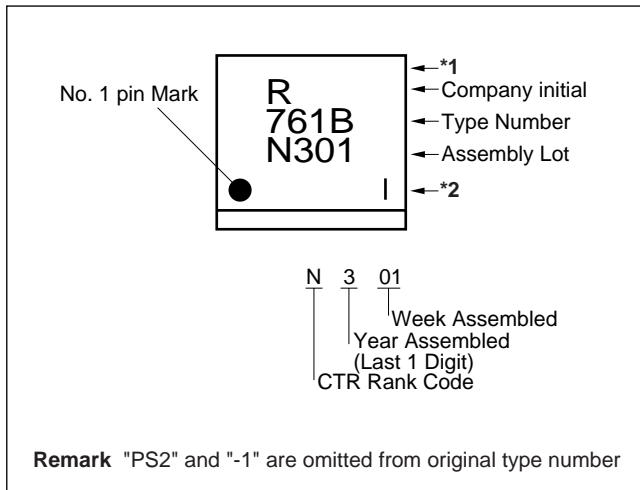 *1
No. 1 pin Mark
R
Company initial
761B
Type Number
N301
Assembly Lot
*2
N 3 01
Week Assembled
Year Assembled
(Last 1 Digit)
CTR Rank Code
Remark "PS2" and "-1" are omitted from original type number